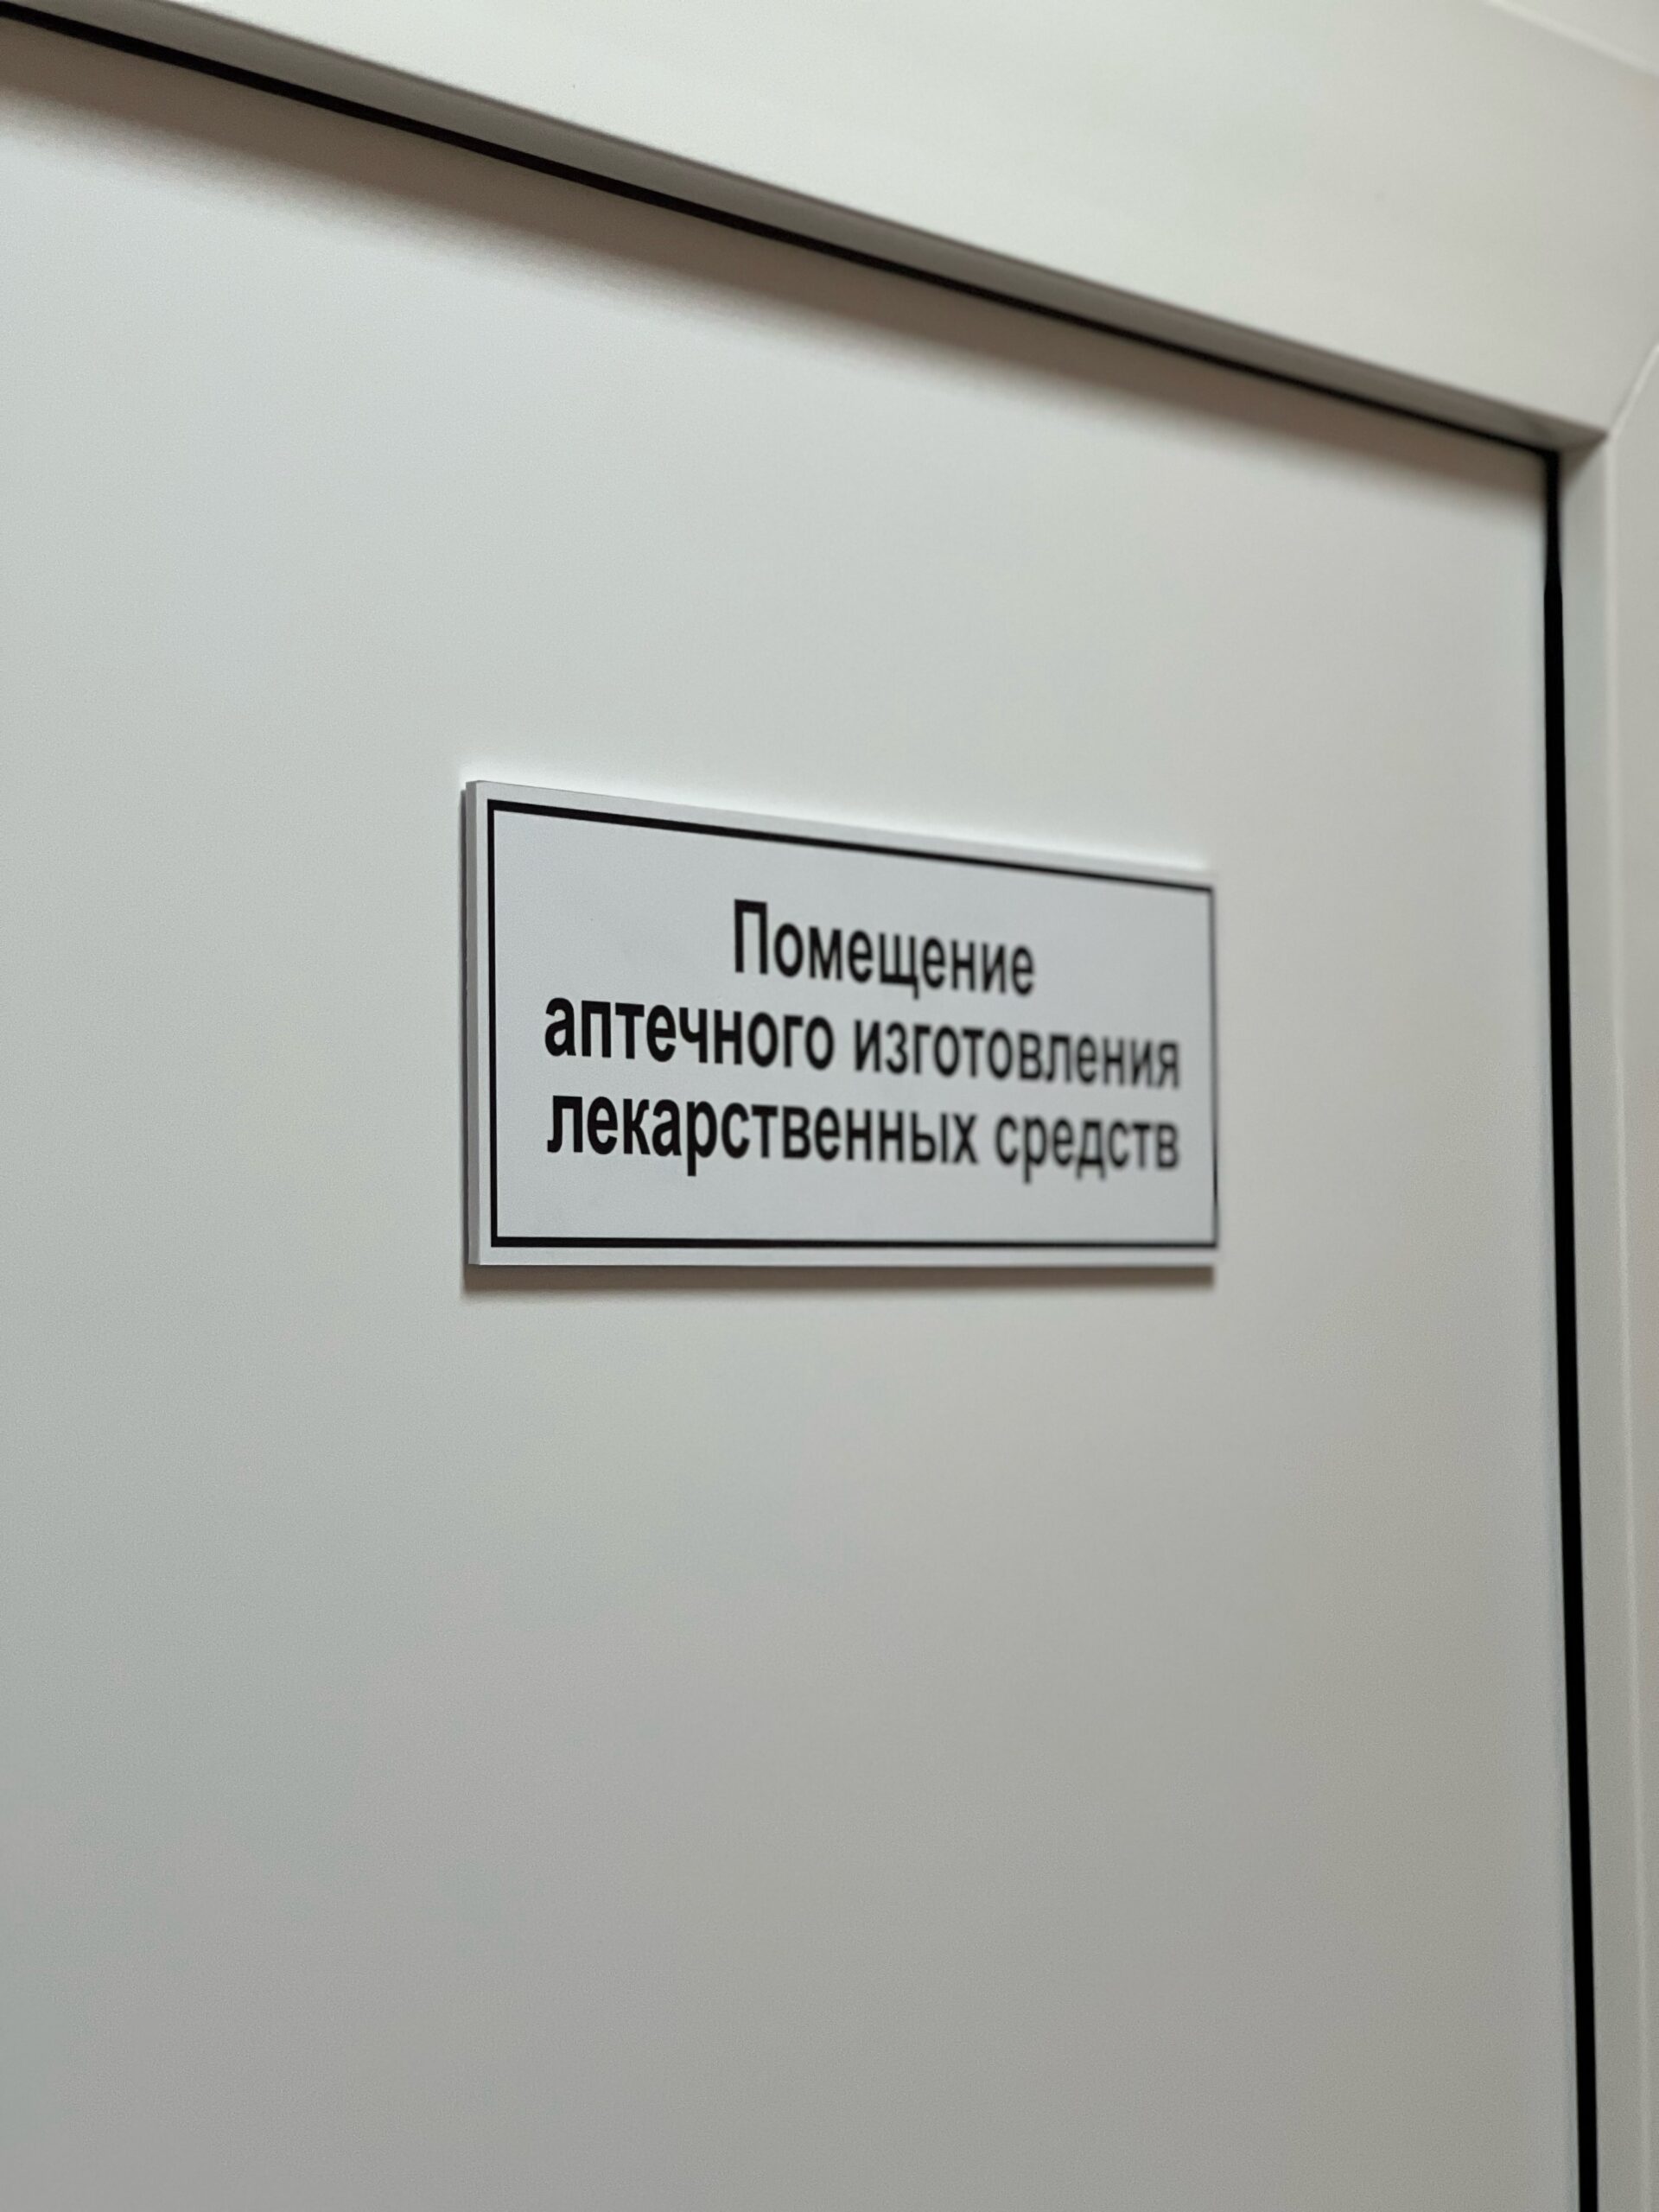 Помещение
аптечного изготовления
лекарственных средств